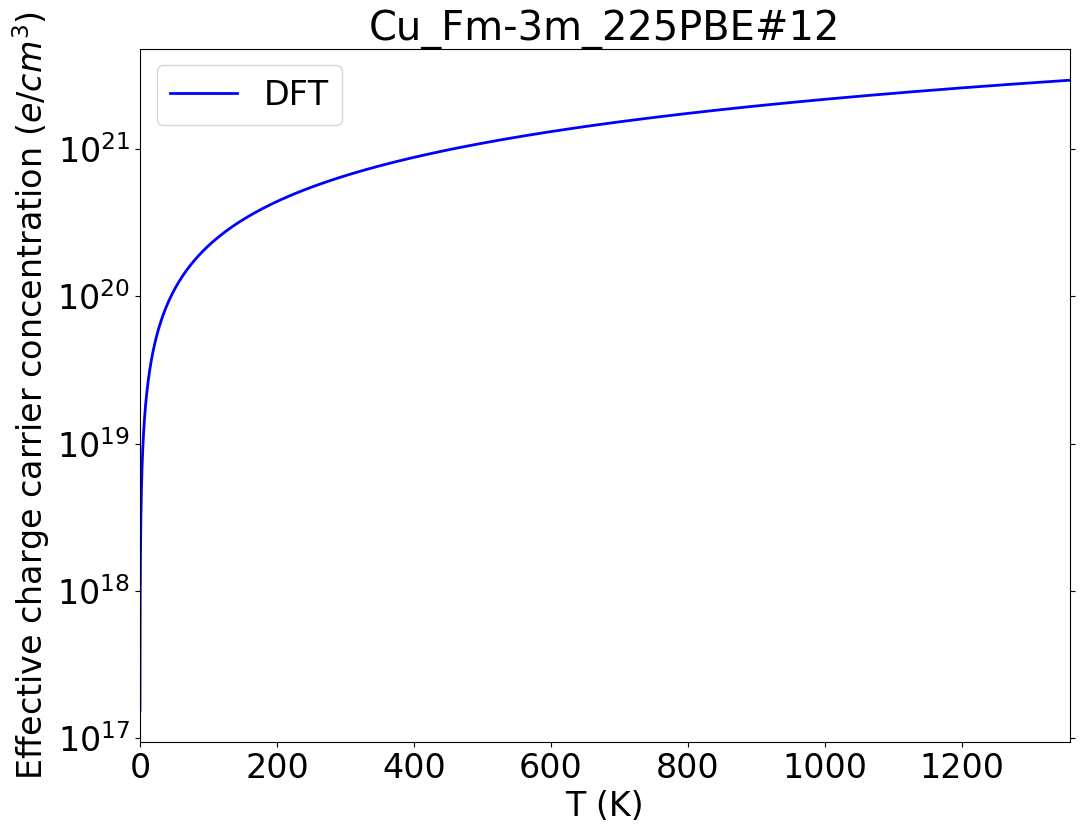 Cu_Fm-3m_225PBE#12
DFT
Effective charge carrier concentration (e/cm³)
10²¹
10²⁰
10¹⁹
10¹⁸
10¹⁷
0 200 400 600 800 1000 1200
T (K)